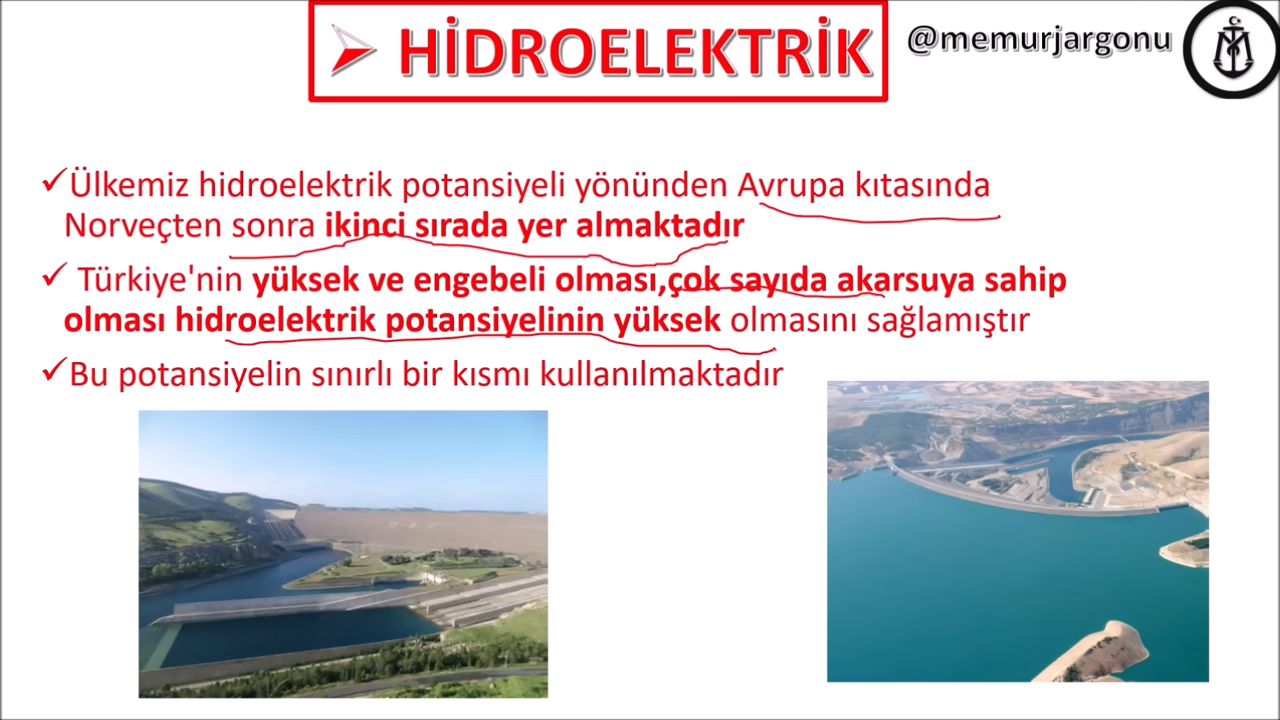 HİDROELEKTRİK
@memurjargonu
Ülkemiz hidroelektrik potansiyeli yönünden Avrupa kıtasında
Norveçten sonra ikinci sırada yer almaktadır
Türkiye'nin yüksek ve engebeli olması,çok sayıda akarsuya sahip
olması hidroelektrik potansiyelinin yüksek olmasını sağlamıştır
Bu potansiyelin sınırlı bir kısmı kullanılmaktadır